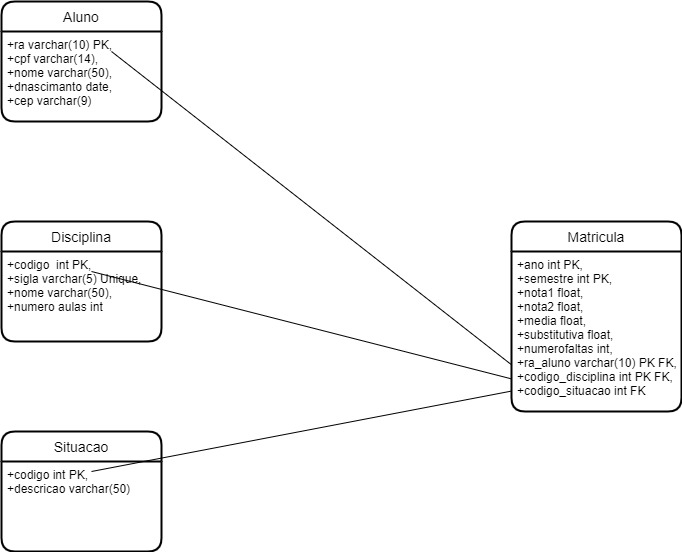 Aluno
+ra varchar(10) PK,
+cpf varchar(14),
+nome varchar(50),
+dnascimanto date,
+cep varchar(9)
Disciplina
+codigo  int PK,
+sigla varchar(5) Unique,
+nome varchar(50),
+numero aulas int
Situacao
+codigo int PK,
+descricao varchar(50)
Matricula
+ano int PK,
+semestre int PK,
+nota1 float,
+nota2 float,
+media float,
+substitutiva float,
+numerofaltas int,
+ra_aluno varchar(10) PK FK,
+codigo_disciplina int PK FK,
+codigo_situacao int FK